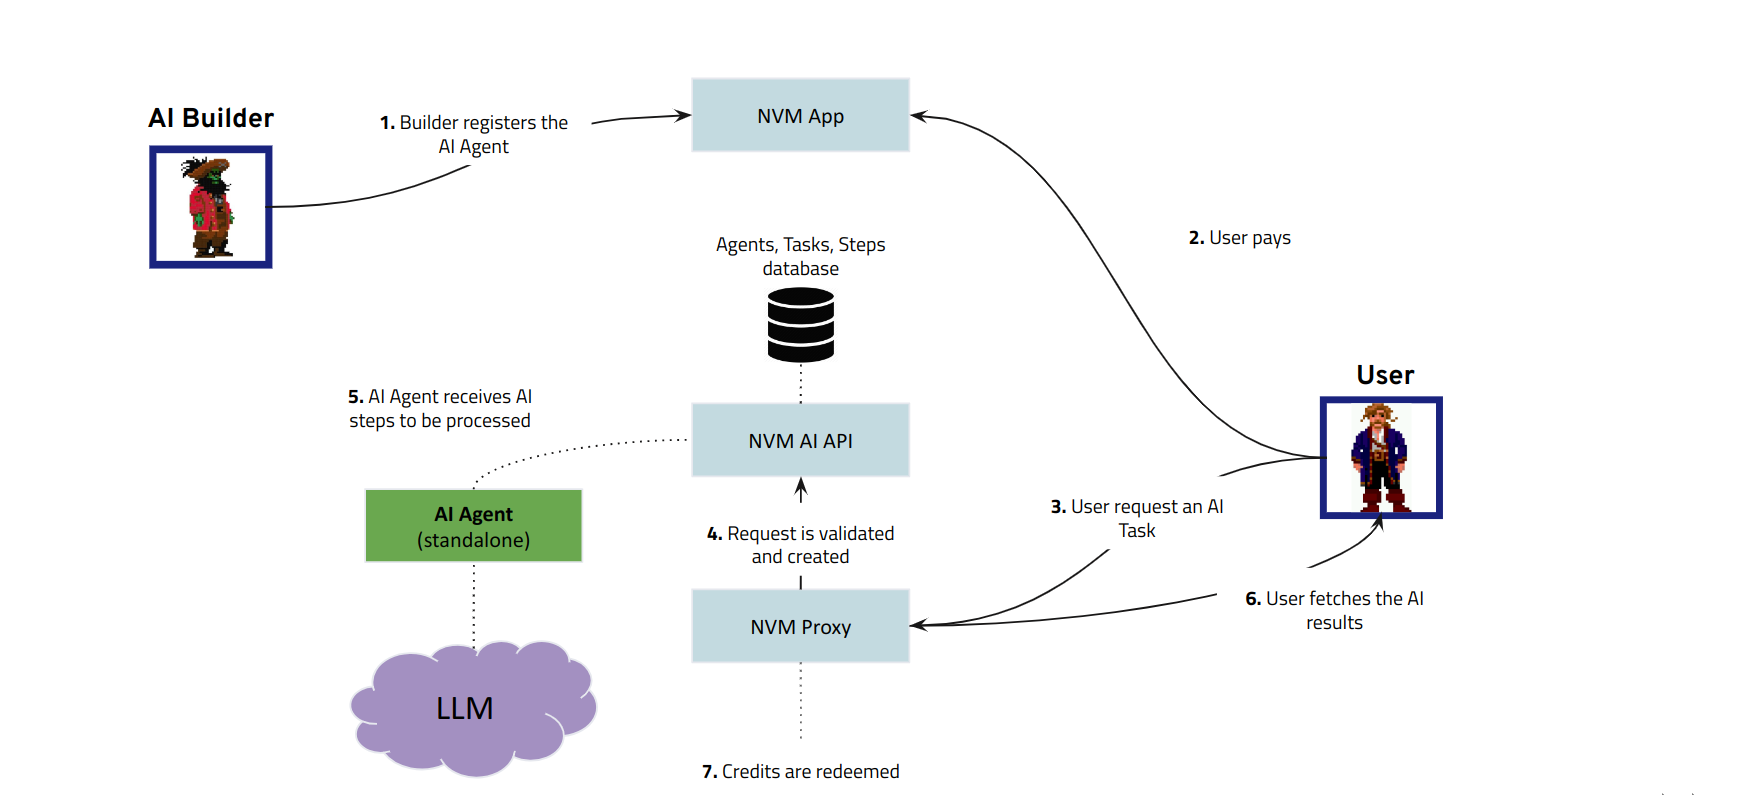 AI Builder
1. Builder registers the
AI Agent
NVM App
2. User pays
Agents, Tasks, Steps
database
User
5. AI Agent receives AI
steps to be processed
NVM AI API
AI Agent
(standalone)
4. Request is validated
and created
3. User request an AI
Task
NVM Proxy
6. User fetches the AI
results
LLM
7. Credits are redeemed